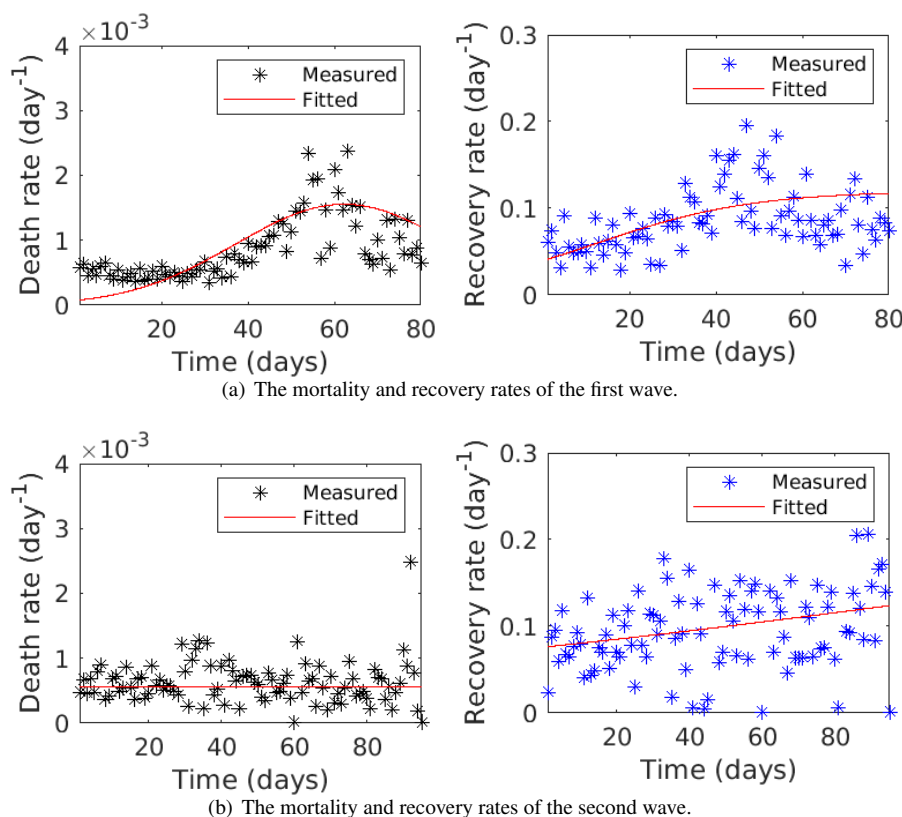 ×10⁻³
4
3
2
1
0
20
40
60
80
Death rate (day⁻¹)
Time (days)
Measured
Fitted
0.3
0.2
0.1
0
20
40
60
80
Recovery rate (day⁻¹)
Time (days)
Measured
Fitted
(a) The mortality and recovery rates of the first wave.
×10⁻³
4
3
2
1
0
20
40
60
80
Death rate (day⁻¹)
Time (days)
Measured
Fitted
0.3
0.2
0.1
0
20
40
60
80
Recovery rate (day⁻¹)
Time (days)
Measured
Fitted
(b) The mortality and recovery rates of the second wave.